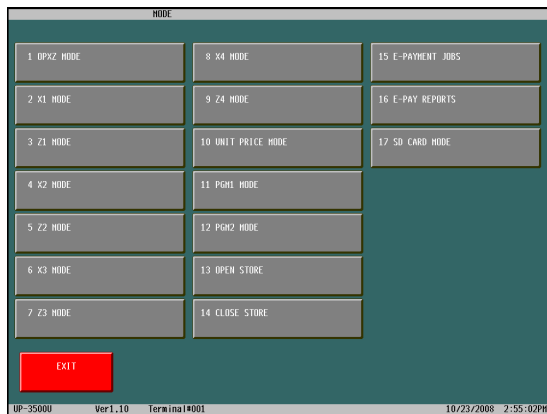 MODE
1 OPXZ MODE
2 X1 MODE
3 Z1 MODE
4 X2 MODE
5 Z2 MODE
6 X3 MODE
7 Z3 MODE
8 X4 MODE
9 Z4 MODE
10 UNIT PRICE MODE
11 PGM1 MODE
12 PGM2 MODE
13 OPEN STORE
14 CLOSE STORE
15 E-PAYMENT JOBS
16 E-PAY REPORTS
17 SD CARD MODE
EXIT
UP-3500U Ver1.10 Terminal#001 10/23/2008 2:55:02PM